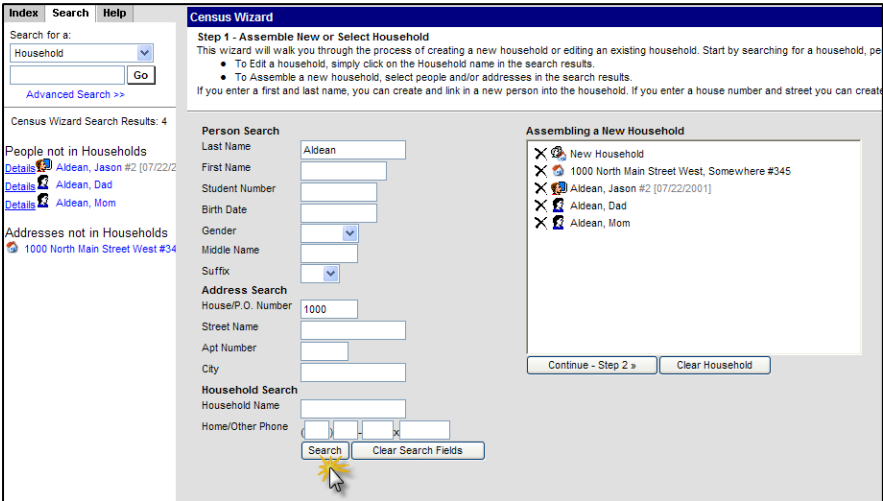 Index Search Help
Search for a:
Household
Go
Advanced Search >>
Census Wizard Search Results: 4
People not in Households
Details Aldean, Jason #2 [07/22/2
Details Aldean, Dad
Details Aldean, Mom
Addresses not in Households
1000 North Main Street West #34
Census Wizard
Step 1 - Assemble New or Select Household
This wizard will walk you through the process of creating a new household or editing an existing household. Start by searching for a household, pe
To Edit a household, simply click on the Household name in the search results.
To Assemble a new household, select people and/or addresses in the search results.
If you enter a first and last name, you can create and link in a new person into the household. If you enter a house number and street you can create
Person Search
Last Name Aldean
First Name
Student Number
Birth Date
Gender
Middle Name
Suffix
Address Search
House/P.O. Number 1000
Street Name
Apt Number
City
Household Search
Household Name
Home/Other Phone ( ) - x
Search Clear Search Fields
Assembling a New Household
New Household
1000 North Main Street West, Somewhere #345
Aldean, Jason #2 [07/22/2001]
Aldean, Dad
Aldean, Mom
Continue - Step 2 » Clear Household